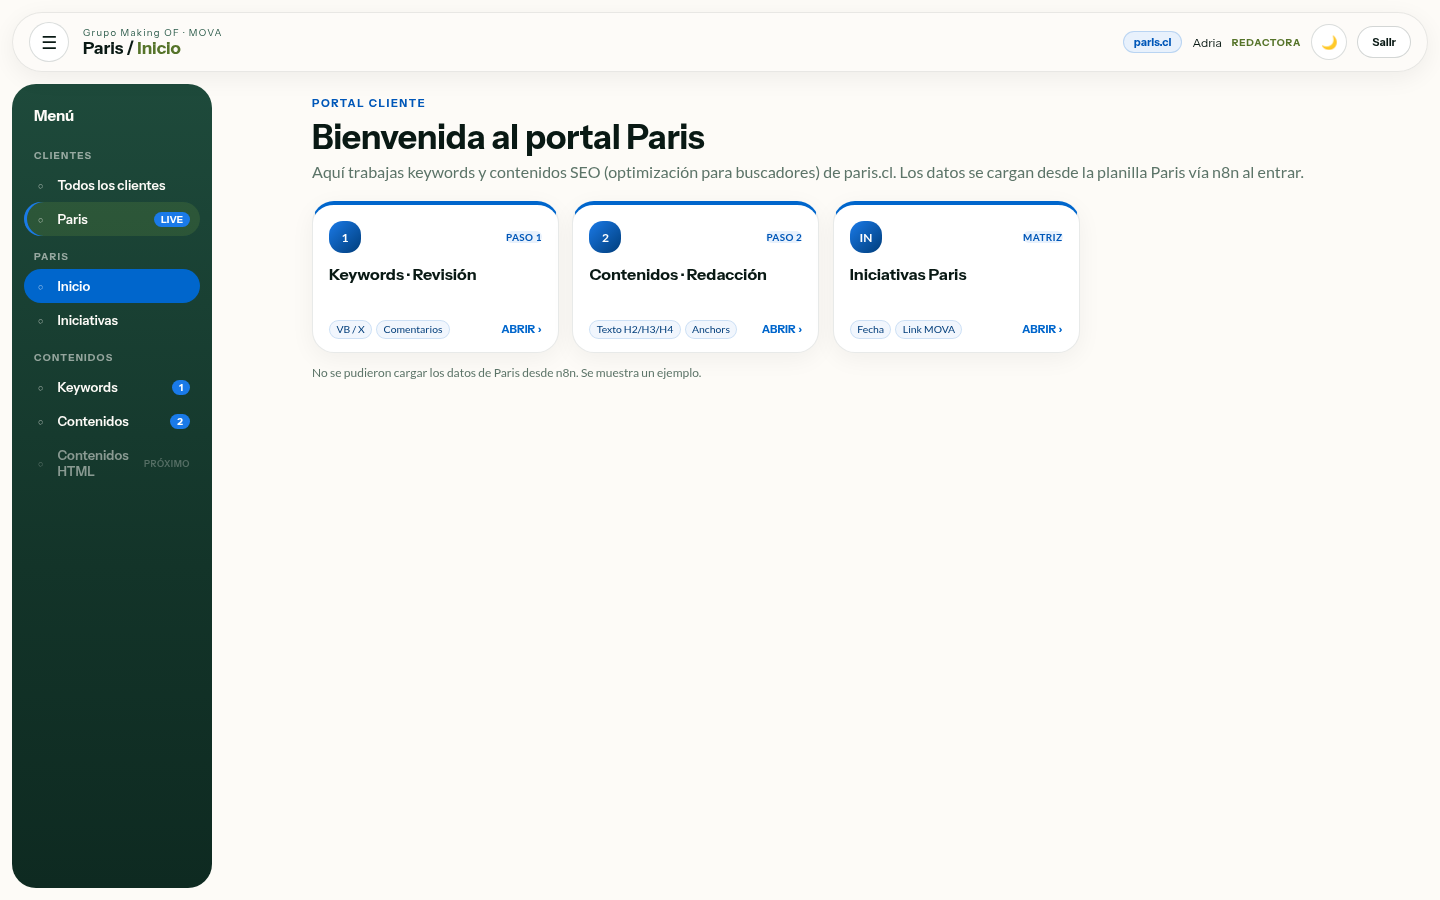 ☰
Grupo Making OF · MOVA
Paris / Inicio
paris.cl
Adria
REDACTORA
Salir
Menú
CLIENTES
Todos los clientes
Paris
LIVE
PARIS
Inicio
Iniciativas
CONTENIDOS
Keywords
1
Contenidos
2
Contenidos
HTML
PRÓXIMO
PORTAL CLIENTE
Bienvenida al portal Paris
Aquí trabajas keywords y contenidos SEO (optimización para buscadores) de paris.cl. Los datos se cargan desde la planilla Paris vía n8n al entrar.
1
PASO 1
Keywords · Revisión
VB / X
Comentarios
ABRIR ›
2
PASO 2
Contenidos · Redacción
Texto H2/H3/H4
Anchors
ABRIR ›
IN
MATRIZ
Iniciativas Paris
Fecha
Link MOVA
ABRIR ›
No se pudieron cargar los datos de Paris desde n8n. Se muestra un ejemplo.